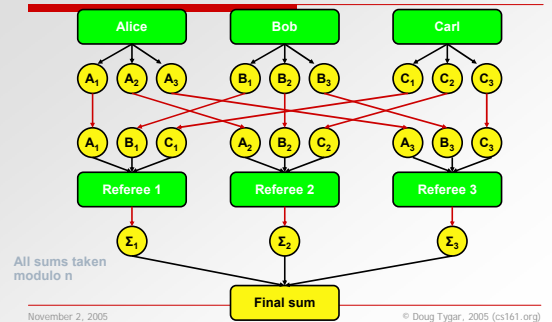 Alice Bob Carl
A₁ A₂ A₃ B₁ B₂ B₃ C₁ C₂ C₃
A₁ B₁ C₁ A₂ B₂ C₂ A₃ B₃ C₃
Referee 1 Referee 2 Referee 3
Σ₁ Σ₂ Σ₃
All sums taken
modulo n
Final sum
November 2, 2005 © Doug Tygar, 2005 (cs161.org)